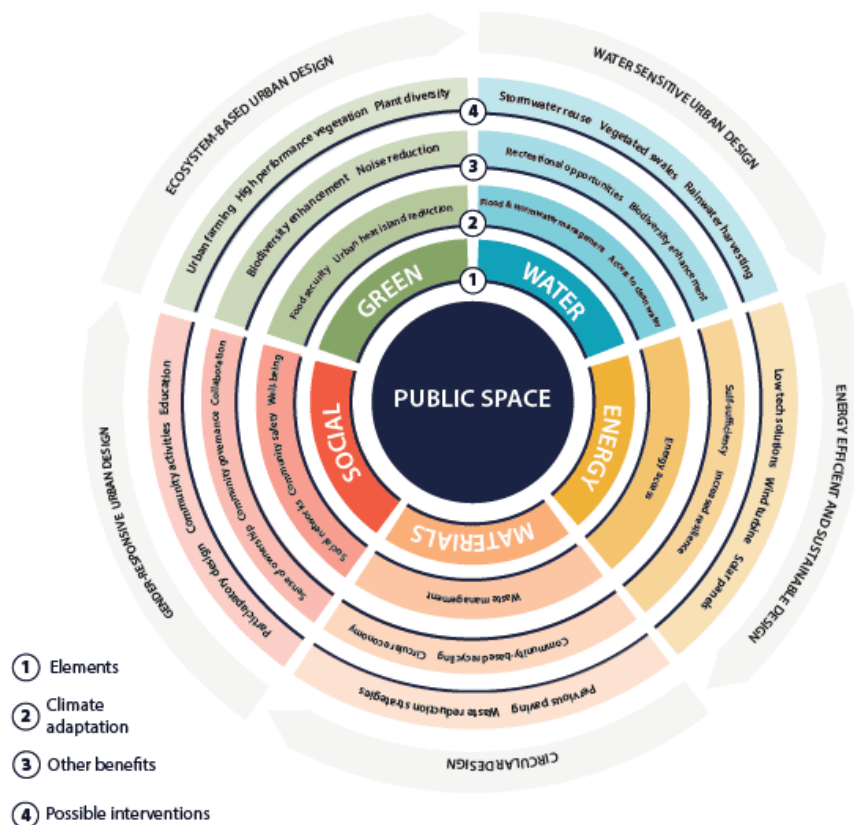 ECOSYSTEM-BASED URBAN DESIGN
WATER SENSITIVE URBAN DESIGN
ENERGY EFFICIENT AND SUSTAINABLE DESIGN
CIRCULAR DESIGN
GENDER-RESPONSIVE URBAN DESIGN
Urban farming High performance vegetation Plant diversity
Biodiversity enhancement Noise reduction
Food security Urban heat island reduction
GREEN
4
3
2
1
Stormwater reuse Vegetated swales Rainwater harvesting
Recreational opportunities Biodiversity enhancement
Flood & stormwater management Access to clean water
WATER
Low tech solutions Wind turbine Solar panels
Self-sufficiency Increased resilience
Energy access
ENERGY
MATERIALS
Waste management
Community-based recycling Circular economy
Pervious paving Waste reduction strategies
SOCIAL
Social networks Community safety Well-being
Sense of ownership Community governance Collaboration
Participatory design Community activities Education
PUBLIC SPACE
1 Elements
2 Climate
adaptation
3 Other benefits
4 Possible interventions